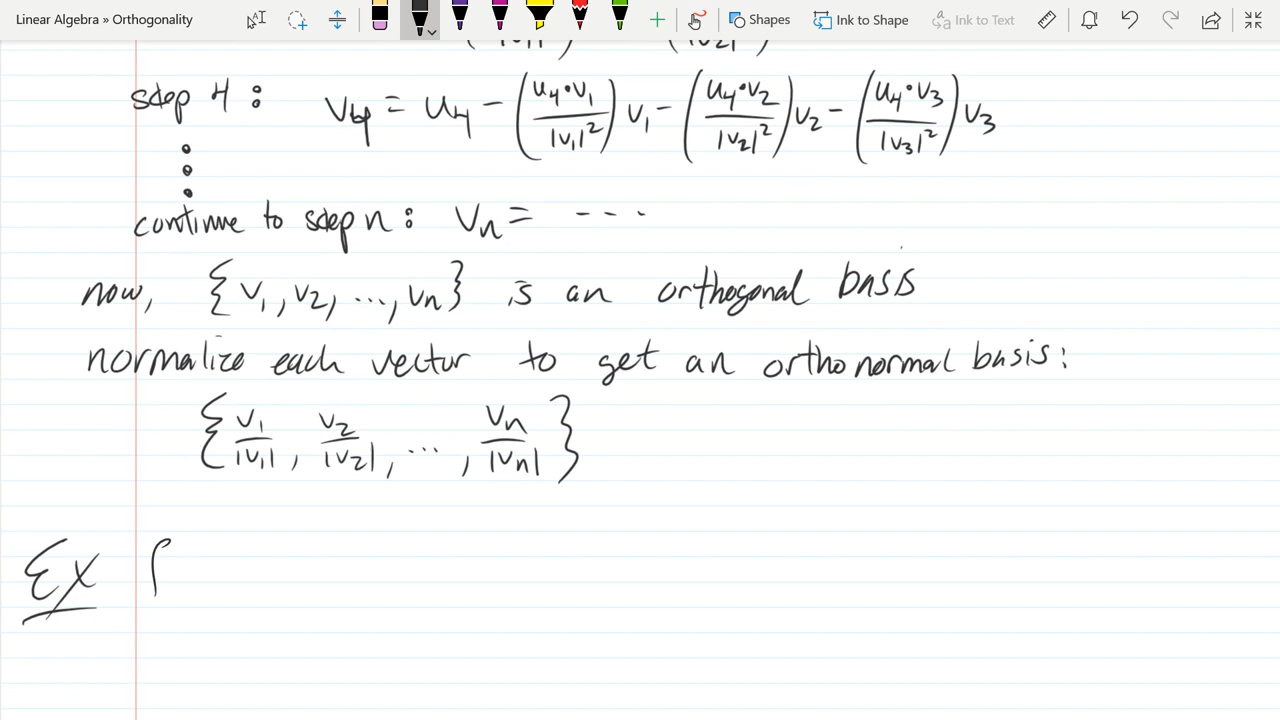 Linear Algebra » Orthogonality
Shapes
Ink to Shape
Ink to Text
step 4: v₄ = u₄ − (u₄·v₁/|v₁|²) v₁ − (u₄·v₂/|v₂|²) v₂ − (u₄·v₃/|v₃|²) v₃
⋮
continue to step n: vₙ = ---
now, {v₁, v₂, ..., vₙ} is an orthogonal basis
normalize each vector to get an orthonormal basis:
{v₁/|v₁|, v₂/|v₂|, ..., vₙ/|vₙ|}
Ex